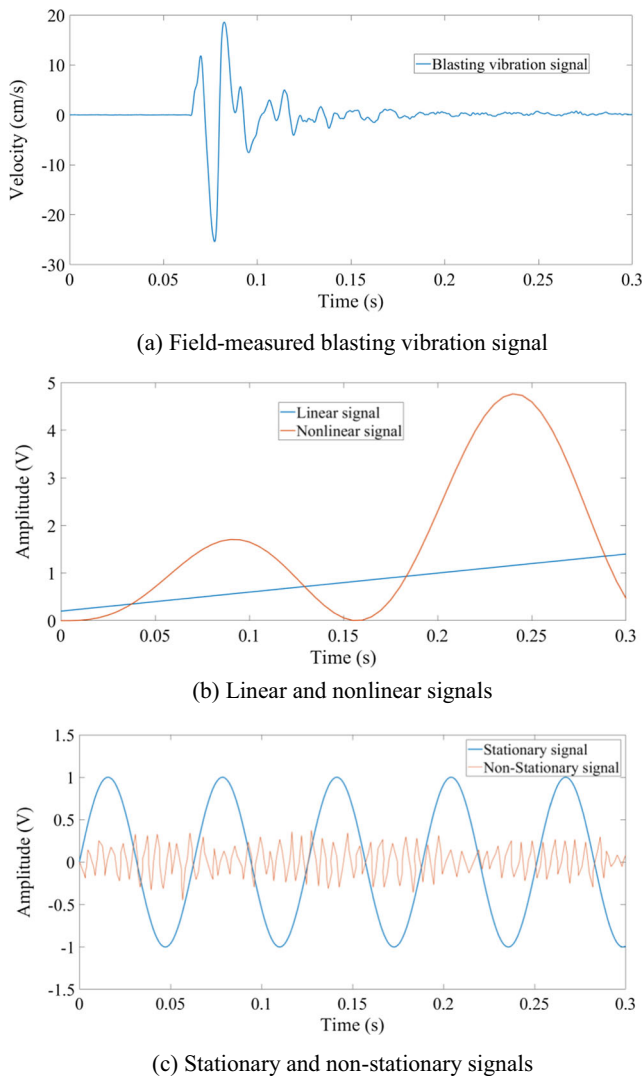 20
10
0
-10
-20
-30
Velocity (cm/s)
Blasting vibration signal
0 0.05 0.1 0.15 0.2 0.25 0.3
Time (s)
(a) Field-measured blasting vibration signal
5
4
3
2
1
0
Amplitude (V)
Linear signal
Nonlinear signal
0 0.05 0.1 0.15 0.2 0.25 0.3
Time (s)
(b) Linear and nonlinear signals
1.5
1
0.5
0
-0.5
-1
-1.5
Amplitude (V)
Stationary signal
Non-Stationary signal
0 0.05 0.1 0.15 0.2 0.25 0.3
Time (s)
(c) Stationary and non-stationary signals